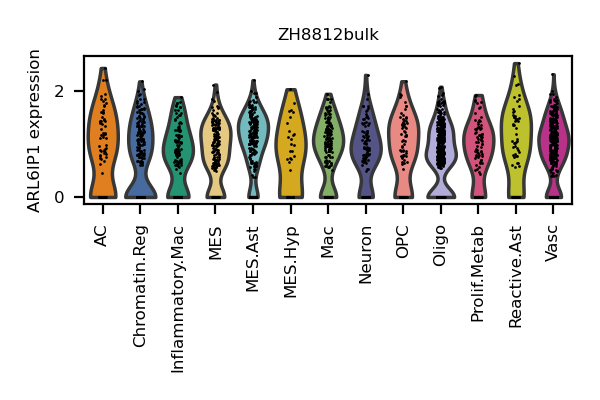 ZH8812bulk
ARL6IP1 expression
2
0
AC
Chromatin.Reg
Inflammatory.Mac
MES
MES.Ast
MES.Hyp
Mac
Neuron
OPC
Oligo
Prolif.Metab
Reactive.Ast
Vasc